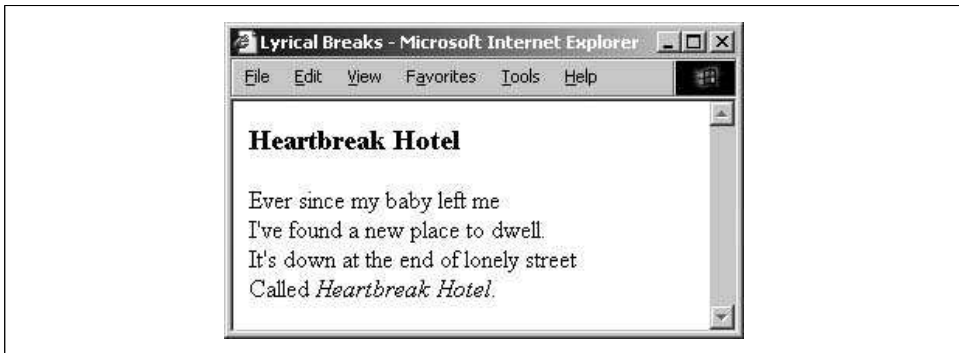 Lyrical Breaks - Microsoft Internet Explorer
File Edit View Favorites Tools Help
Heartbreak Hotel
Ever since my baby left me
I've found a new place to dwell.
It's down at the end of lonely street
Called Heartbreak Hotel.